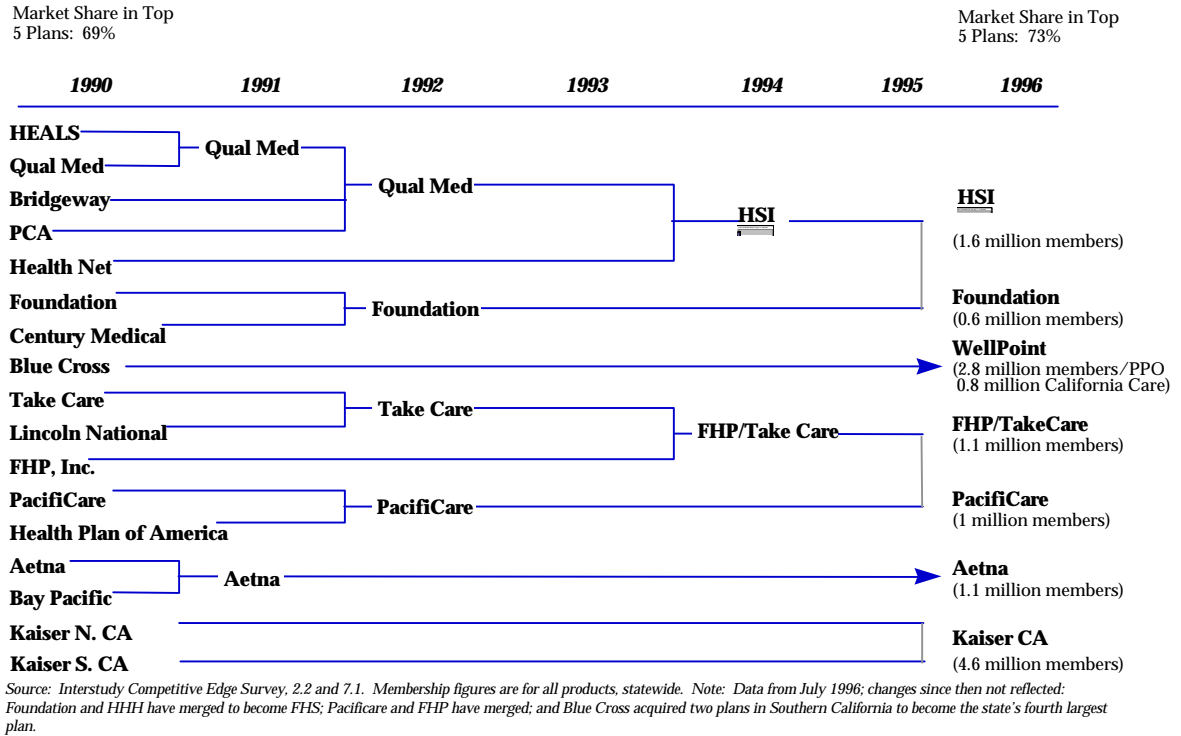 Market Share in Top
5 Plans: 69%
Market Share in Top
5 Plans: 73%
1990 1991 1992 1993 1994 1995 1996
HEALS
Qual Med
Qual Med
Bridgeway
Qual Med
PCA
HSI
HSI
(1.6 million members)
Health Net
Foundation
Foundation
Century Medical
Foundation
(0.6 million members)
Blue Cross
WellPoint
(2.8 million members/PPO
0.8 million California Care)
Take Care
Take Care
Lincoln National
FHP/Take Care
FHP/TakeCare
(1.1 million members)
FHP, Inc.
PacifiCare
PacifiCare
PacifiCare
(1 million members)
Health Plan of America
Aetna
Aetna
Aetna
(1.1 million members)
Bay Pacific
Kaiser N. CA
Kaiser CA
Kaiser S. CA
(4.6 million members)
Source: Interstudy Competitive Edge Survey, 2.2 and 7.1. Membership figures are for all products, statewide. Note: Data from July 1996; changes since then not reflected:
Foundation and HHH have merged to become FHS; Pacificare and FHP have merged; and Blue Cross acquired two plans in Southern California to become the state's fourth largest
plan.